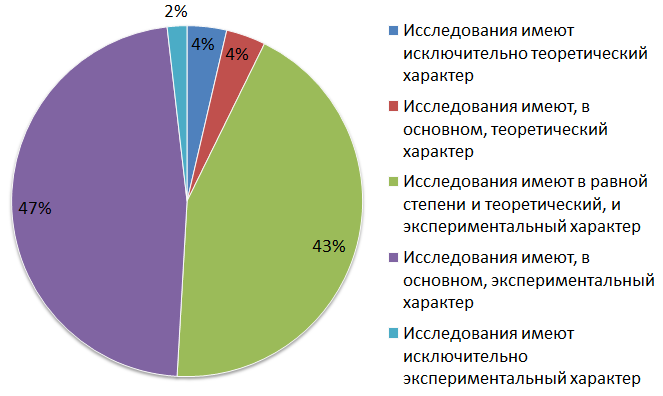 2%
4%
4%
43%
47%
Исследования имеют
исключительно теоретический
характер
Исследования имеют, в
основном, теоретический
характер
Исследования имеют в равной
степени и теоретический, и
экспериментальный характер
Исследования имеют, в
основном, экспериментальный
характер
Исследования имеют
исключительно
экспериментальный характер